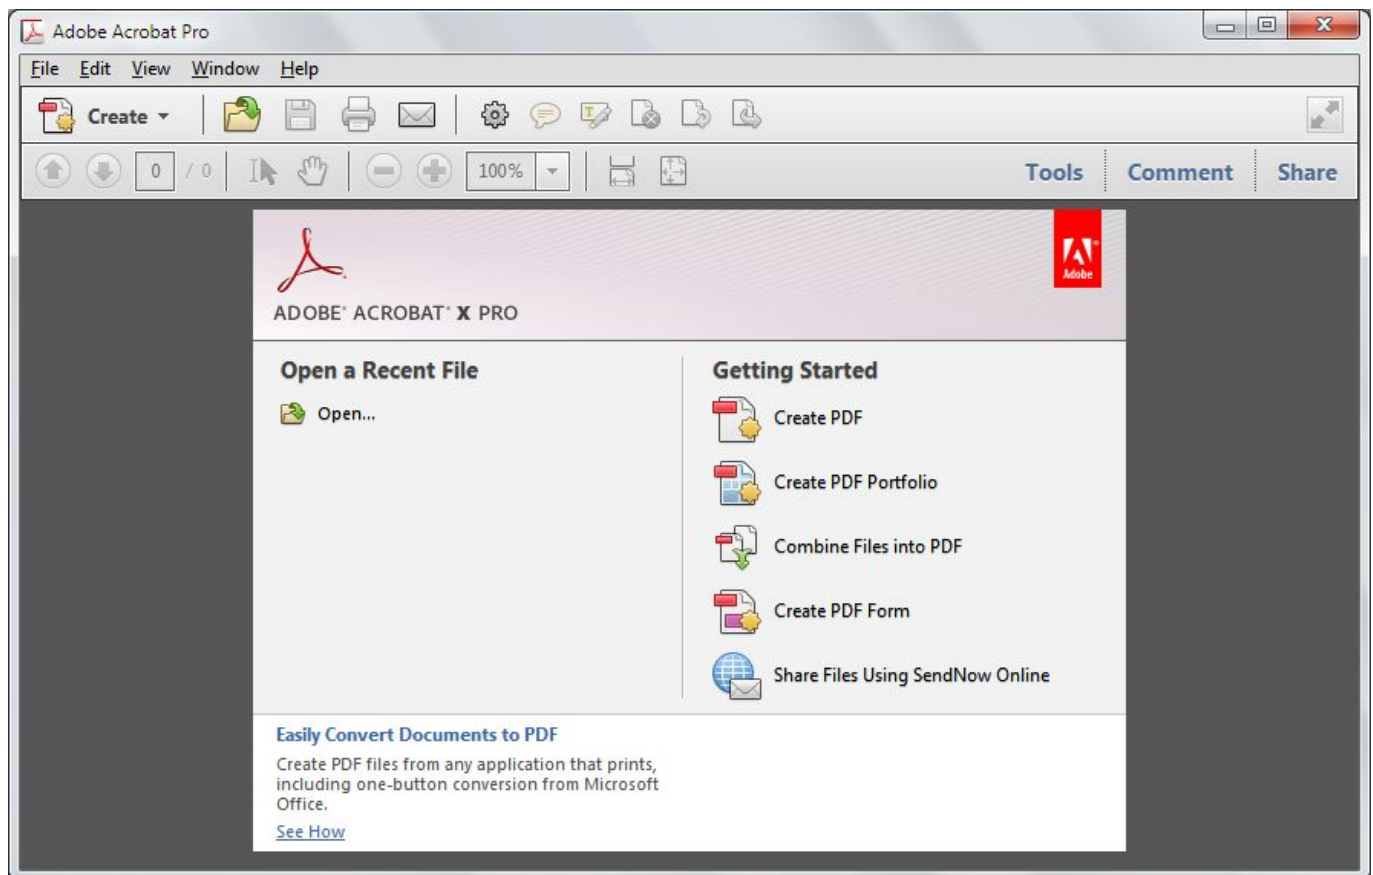 Adobe Acrobat Pro
File Edit View Window Help
Create
0 / 0 100% Tools Comment Share
Adobe
ADOBE® ACROBAT® X PRO
Open a Recent File
Open...
Getting Started
Create PDF
Create PDF Portfolio
Combine Files into PDF
Create PDF Form
Share Files Using SendNow Online
Easily Convert Documents to PDF
Create PDF files from any application that prints,
including one-button conversion from Microsoft
Office.
See How